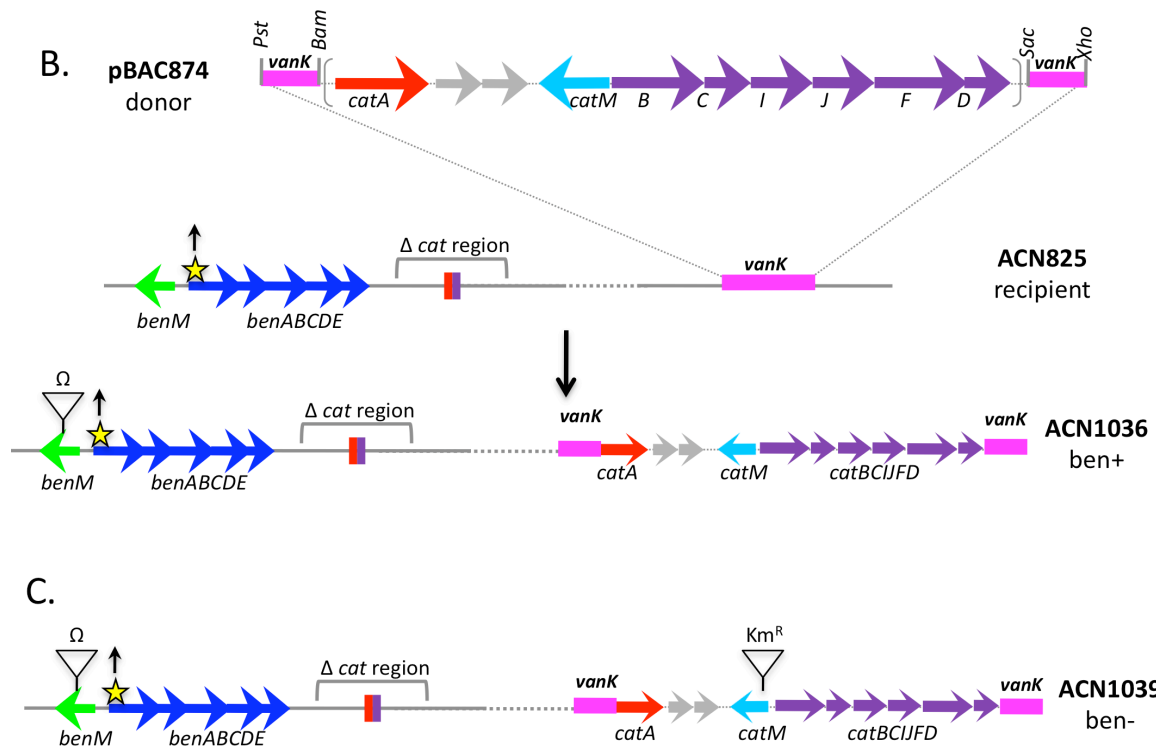 B.
pBAC874
donor
Pst
vanK
Bam
catA
catM
B
C
I
J
F
D
Sac
vanK
Xho
benM
benABCDE
Δ cat region
vanK
ACN825
recipient
Ω
benM
benABCDE
Δ cat region
vanK
catA
catM
catBCIJFD
vanK
ACN1036
ben+
C.
Ω
benM
benABCDE
Δ cat region
vanK
catA
Kmᴿ
catM
catBCIJFD
vanK
ACN1039
ben-